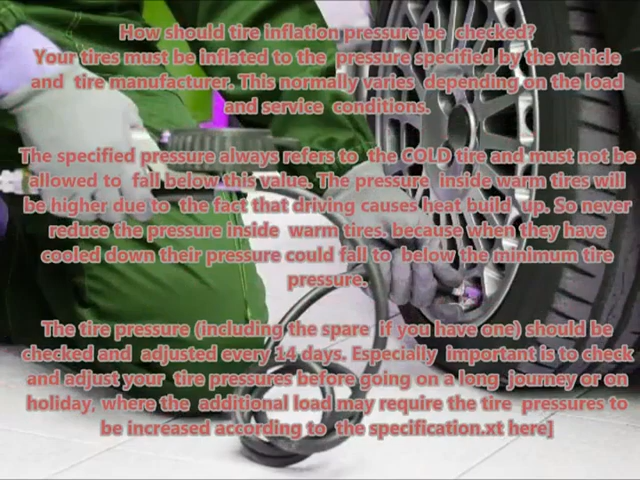 How should tire inflation pressure be checked?
Your tires must be inflated to the pressure specified by the vehicle
and tire manufacturer. This normally varies depending on the load
and service conditions.
The specified pressure always refers to the COLD tire and must not be
allowed to fall below this value. The pressure inside warm tires will
be higher due to the fact that driving causes heat build up. So never
reduce the pressure inside warm tires. because when they have
cooled down their pressure could fall to below the minimum tire
pressure.
The tire pressure (including the spare if you have one) should be
checked and adjusted every 14 days. Especially important is to check
and adjust your tire pressures before going on a long journey or on
holiday, where the additional load may require the tire pressures to
be increased according to the specification.xt here]